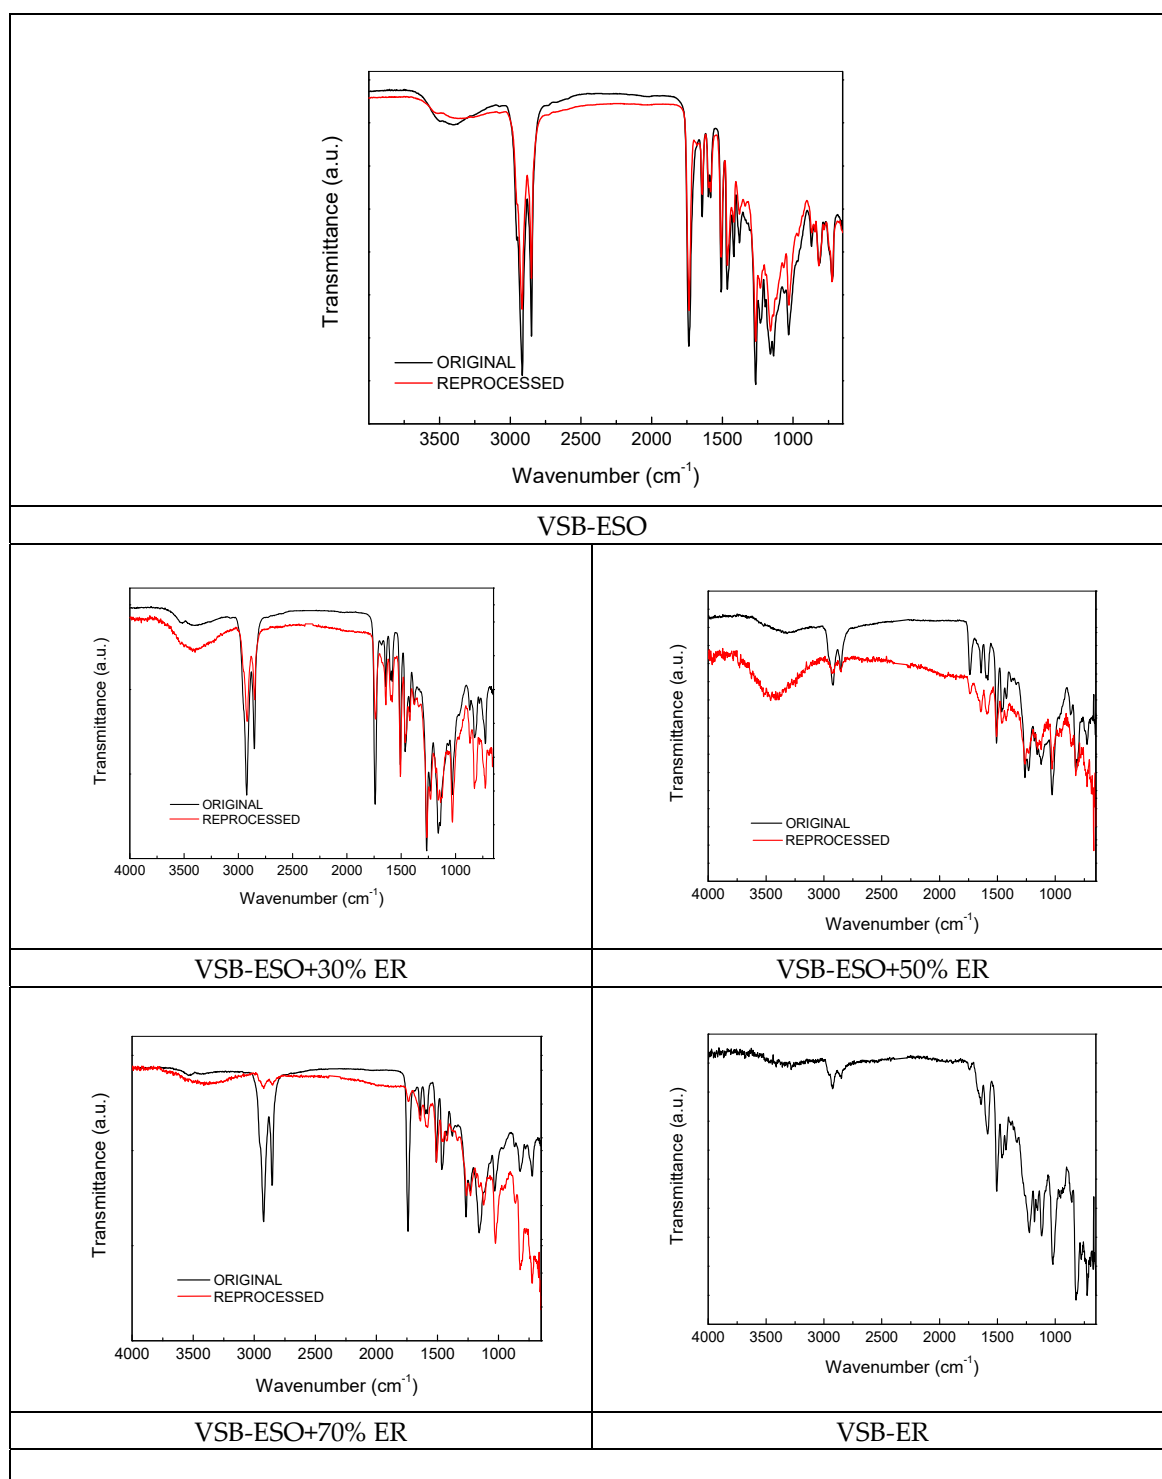 Transmittance (a.u.)
ORIGINAL
REPROCESSED
3500 3000 2500 2000 1500 1000
Wavenumber (cm-1)
VSB-ESO
Transmittance (a.u.)
ORIGINAL
REPROCESSED
4000 3500 3000 2500 2000 1500 1000
Wavenumber (cm-1)
Transmittance (a.u.)
ORIGINAL
REPROCESSED
4000 3500 3000 2500 2000 1500 1000
Wavenumber (cm-1)
VSB-ESO+30% ER
VSB-ESO+50% ER
Transmittance (a.u.)
ORIGINAL
REPROCESSED
4000 3500 3000 2500 2000 1500 1000
Wavenumber (cm-1)
Transmittance (a.u.)
4000 3500 3000 2500 2000 1500 1000
Wavenumber (cm-1)
VSB-ESO+70% ER
VSB-ER